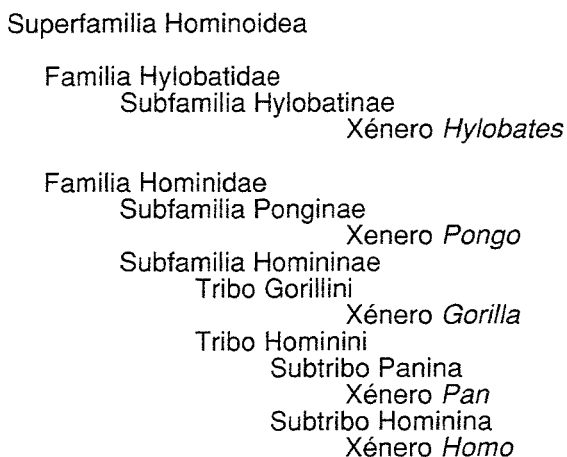 Superfamilia Hominoidea
Familia Hylobatidae
Subfamilia Hylobatinae
Xénero Hylobates
Familia Hominidae
Subfamilia Ponginae
Xenero Pongo
Subfamilia Homininae
Tribo Gorillini
Xénero Gorilla
Tribo Hominini
Subtribo Panina
Xénero Pan
Subtribo Hominina
Xénero Homo